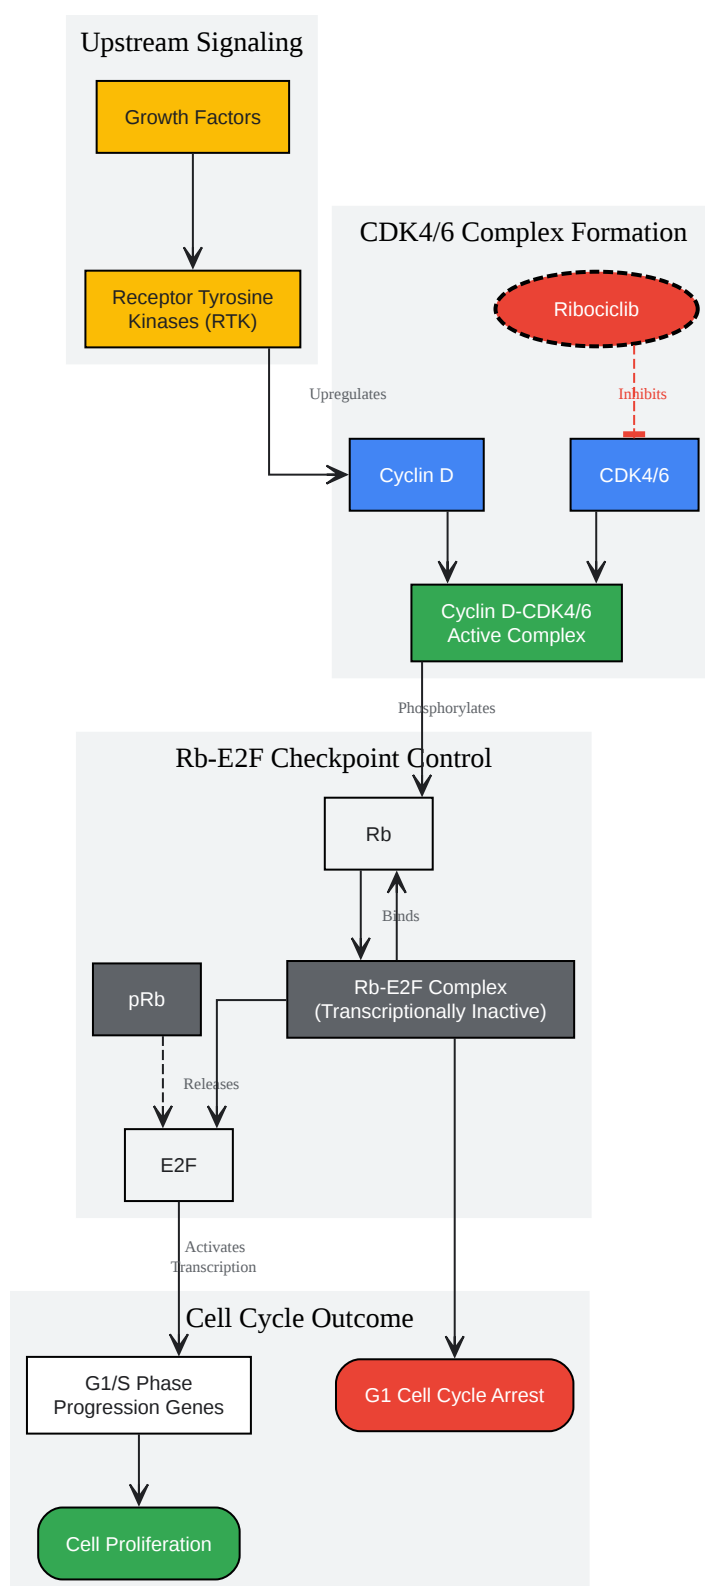 Upstream Signaling
Growth Factors
Receptor Tyrosine
Kinases (RTK)
CDK4/6 Complex Formation
Ribociclib
Upregulates
Inhibits
Cyclin D
CDK4/6
Cyclin D-CDK4/6
Active Complex
Phosphorylates
Rb-E2F Checkpoint Control
Rb
Binds
pRb
Rb-E2F Complex
(Transcriptionally Inactive)
Releases
E2F
Activates
Transcription
Cell Cycle Outcome
G1/S Phase
Progression Genes
G1 Cell Cycle Arrest
Cell Proliferation